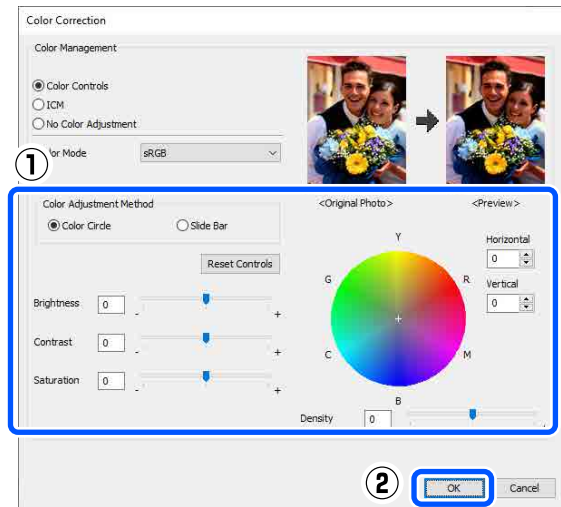 Color Correction
Color Management
Color Controls
ICM
No Color Adjustment
①
or Mode sRGB
Color Adjustment Method
Color Circle Slide Bar
<Original Photo> <Preview>
Reset Controls
Y
G R
C M
B
Horizontal
0
Vertical
0
Brightness 0 - +
Contrast 0 - +
Saturation 0 - +
Density 0
②
OK Cancel